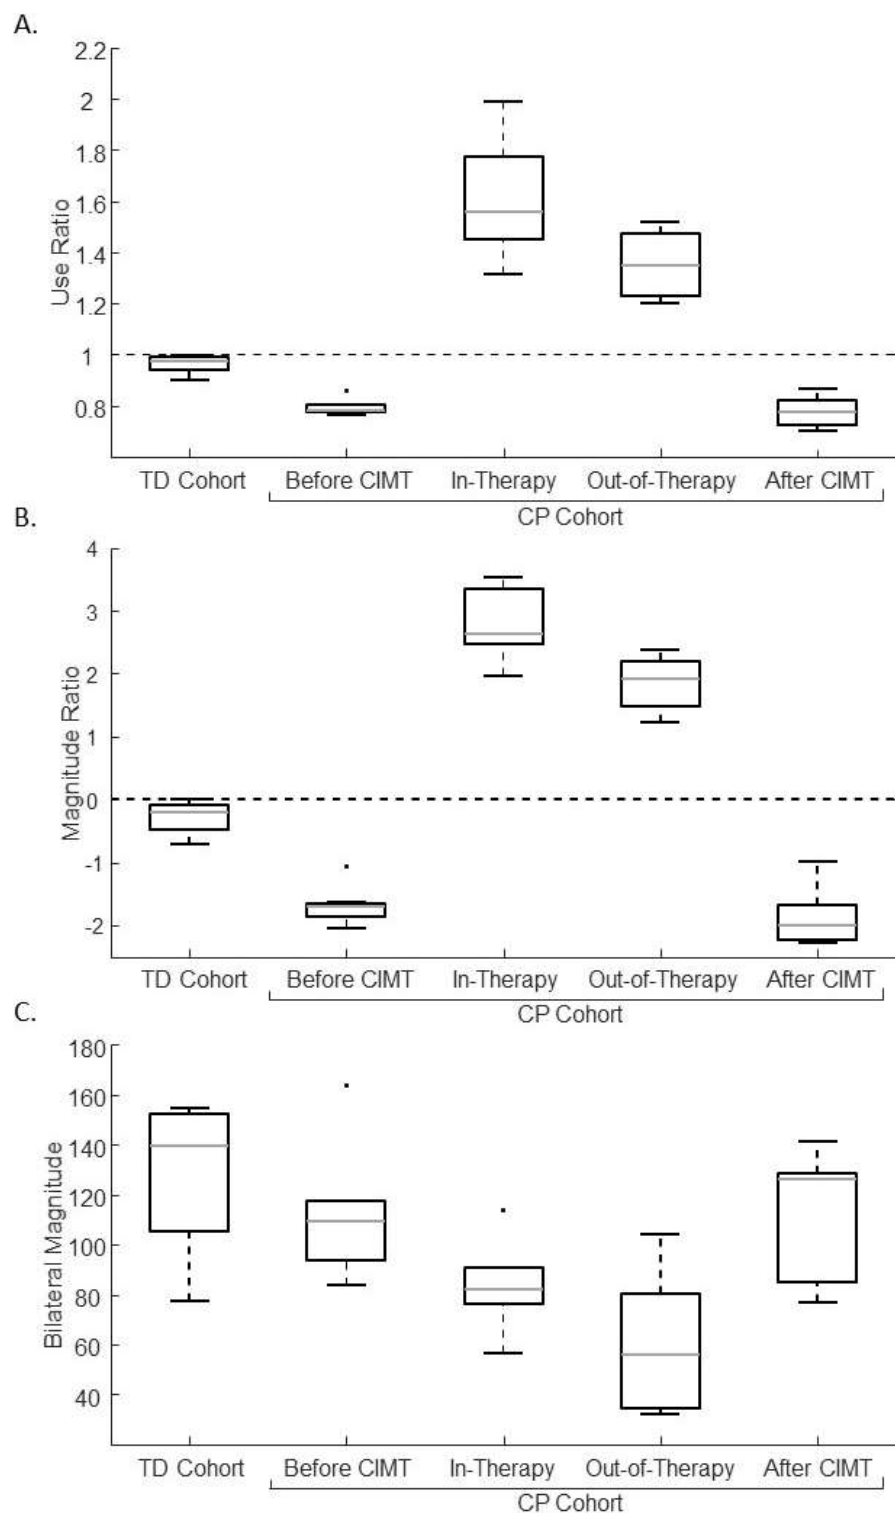 A.
2.2
2
1.8
1.6
1.4
1.2
1
0.8
Use Ratio
TD Cohort Before CIMT In-Therapy Out-of-Therapy After CIMT
CP Cohort
B.
4
3
2
1
0
-1
-2
Magnitude Ratio
TD Cohort Before CIMT In-Therapy Out-of-Therapy After CIMT
CP Cohort
C.
180
160
140
120
100
80
60
40
Bilateral Magnitude
TD Cohort Before CIMT In-Therapy Out-of-Therapy After CIMT
CP Cohort